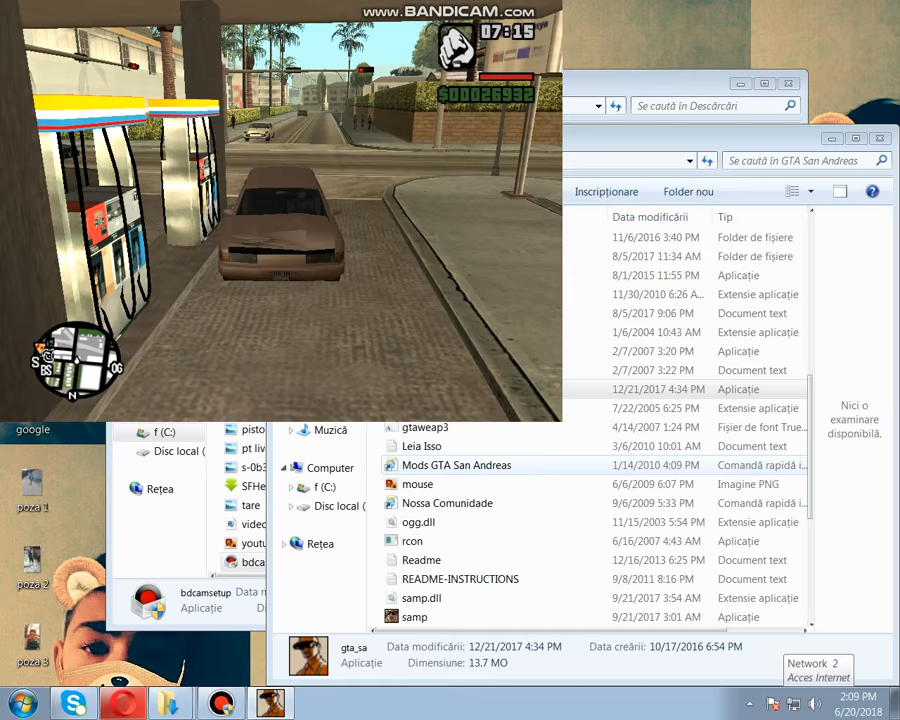 www.BANDICAM.com
07:15
$00026932
S
N
Se caută în Descărcări
Se caută în GTA San Andreas
Inscripționare
Folder nou
Data modificării
Tip
11/6/2016 3:40 PM Folder de fișiere
8/5/2017 11:34 AM Folder de fișiere
8/1/2015 11:55 PM Aplicație
11/30/2010 6:26 A... Extensie aplicație
8/5/2017 9:06 PM Document text
1/6/2004 10:43 AM Extensie aplicație
2/7/2007 3:20 PM Aplicație
2/7/2007 3:22 PM Document text
12/21/2017 4:34 PM Aplicație
7/22/2005 6:25 PM Extensie aplicație
gtaweap3 4/14/2007 1:24 PM Fișier de font True...
Leia Isso 3/6/2010 10:01 AM Document text
Mods GTA San Andreas 1/14/2010 4:09 PM Comandă rapidă i...
mouse 6/6/2009 6:07 PM Imagine PNG
Nossa Comunidade 9/6/2009 5:33 PM Comandă rapidă i...
ogg.dll 11/15/2003 5:54 PM Extensie aplicație
rcon 6/16/2007 4:43 AM Aplicație
Readme 12/16/2013 6:25 PM Document text
README-INSTRUCTIONS 9/8/2011 8:16 PM Document text
samp.dll 9/21/2017 3:54 AM Extensie aplicație
samp 9/21/2017 3:01 AM Aplicație
Nici o
examinare
disponibilă.
Muzică
Computer
f (C:)
Disc local (
Rețea
f (C:)
Disc local (
Rețea
pisto
pt liv
s-0b3
SFHe
tare
video
youtu
bdca
bdcamsetup Data m
Aplicație
gta_sa Data modificării: 12/21/2017 4:34 PM Data creării: 10/17/2016 6:54 PM
Aplicație Dimensiune: 13.7 MO
google
poza 1
poza 2
poza 3
Network 2
Acces Internet
2:09 PM
6/20/2018